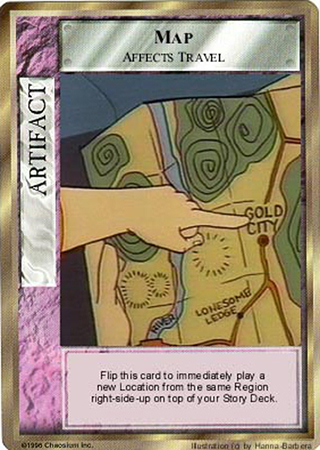 MAP
AFFECTS TRAVEL
ARTIFACT
GOLD
CITY
LONESOME
LEDGE
RIVER
Flip this card to immediately play a
new Location from the same Region
right-side-up on top of your Story Deck.
©1996 Chaosium Inc.
Illustration (c) by Hanna-Barbera